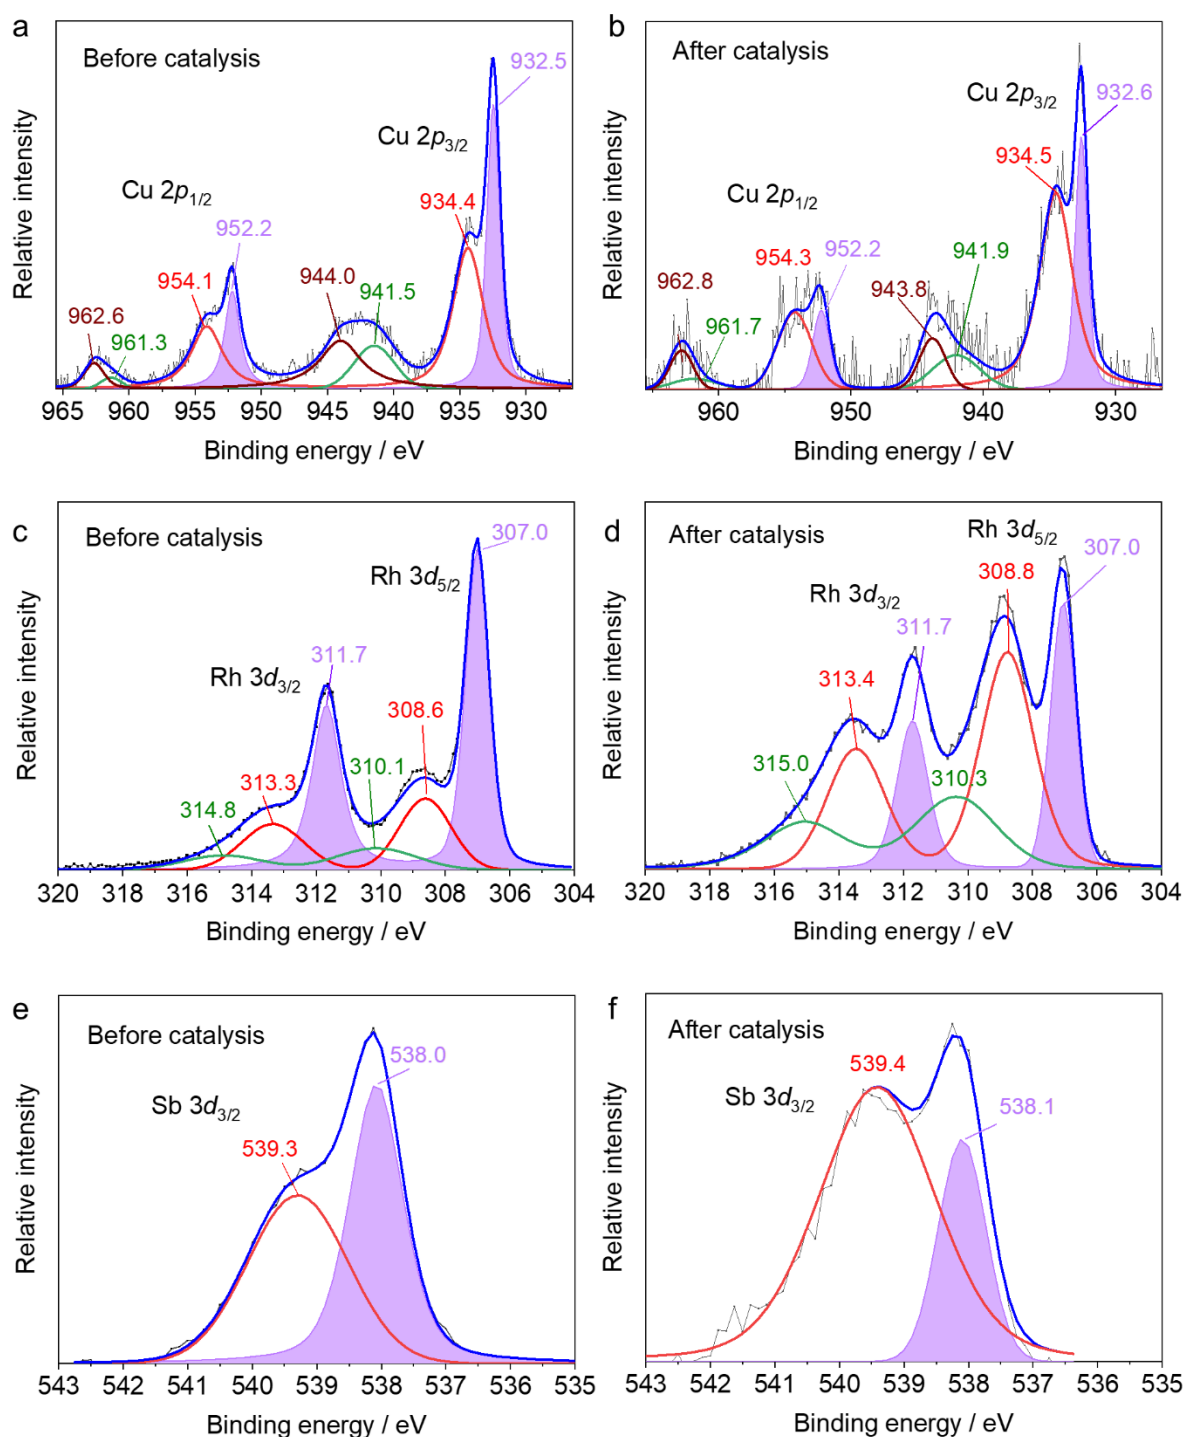 a
Before catalysis
932.5
Cu 2p3/2
Cu 2p1/2
934.4
952.2
954.1
944.0
941.5
962.6
961.3
965 960 955 950 945 940 935 930
Binding energy / eV
Relative intensity
b
After catalysis
932.6
Cu 2p3/2
934.5
Cu 2p1/2
954.3
952.2
941.9
962.8
943.8
961.7
960 950 940 930
Binding energy / eV
Relative intensity
c
Before catalysis
307.0
Rh 3d5/2
311.7
Rh 3d3/2
308.6
310.1
313.3
314.8
320 318 316 314 312 310 308 306 304
Binding energy / eV
Relative intensity
d
After catalysis
Rh 3d5/2
307.0
308.8
Rh 3d3/2
311.7
313.4
315.0
310.3
320 318 316 314 312 310 308 306 304
Binding energy / eV
Relative intensity
e
Before catalysis
538.0
Sb 3d3/2
539.3
543 542 541 540 539 538 537 536 535
Binding energy / eV
Relative intensity
f
After catalysis
539.4
Sb 3d3/2
538.1
543 542 541 540 539 538 537 536 535
Binding energy / eV
Relative intensity